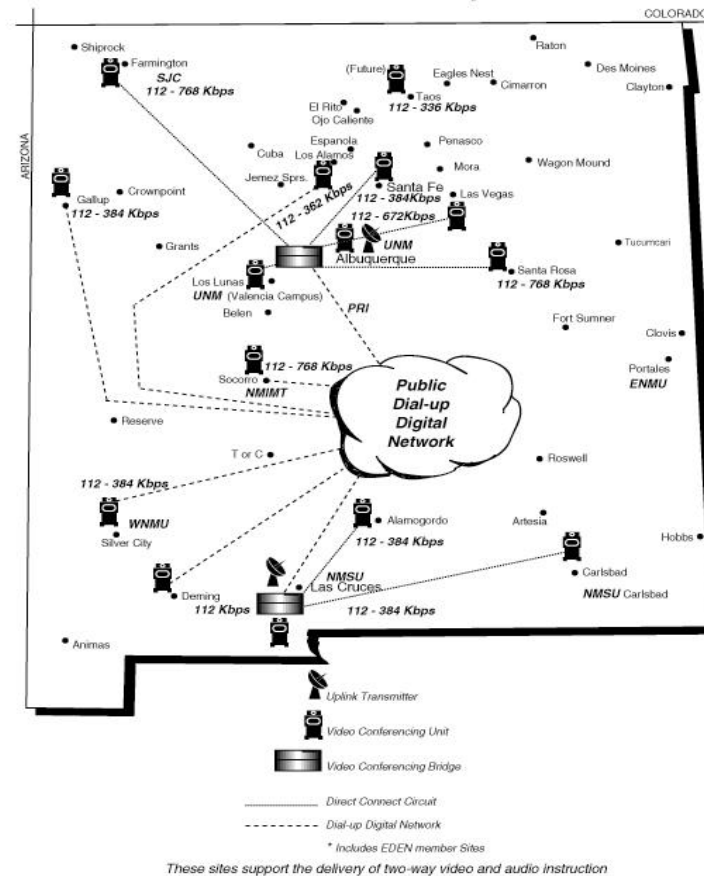 COLORADO
ARIZONA
Shiprock
Farmington
SJC
112 - 768 Kbps
Raton
(Future)
Eagles Nest
Des Moines
Cimarron
Clayton
Taos
112 - 336 Kbps
El Rito
Ojo Caliente
Espanola
Penasco
Cuba
Los Alamos
Wagon Mound
Mora
Jemez Sprs.
Santa Fe
Crownpoint
Gallup
112 - 384 Kbps
112 - 362 Kbps
112 - 384Kbps
Las Vegas
112 - 672Kbps
Grants
UNM
Albuquerque
Tucumcari
Santa Rosa
112 - 768 Kbps
Los Lunas
UNM (Valencia Campus)
Belen
PRI
Fort Sumner
Clovis
112 - 768 Kbps
Portales
ENMU
Socorro
NMIMT
Public
Dial-up
Digital
Network
Reserve
T or C
Roswell
112 - 384 Kbps
WNMU
Silver City
Alamogordo
112 - 384 Kbps
Artesia
Hobbs
NMSU
Las Cruces
Carlsbad
NMSU Carlsbad
Deming
112 Kbps
112 - 384 Kbps
Animas
Uplink Transmitter
Video Conferencing Unit
Video Conferencing Bridge
Direct Connect Circuit
Dial-up Digital Network
* Includes EDEN member Sites
These sites support the delivery of two-way video and audio instruction